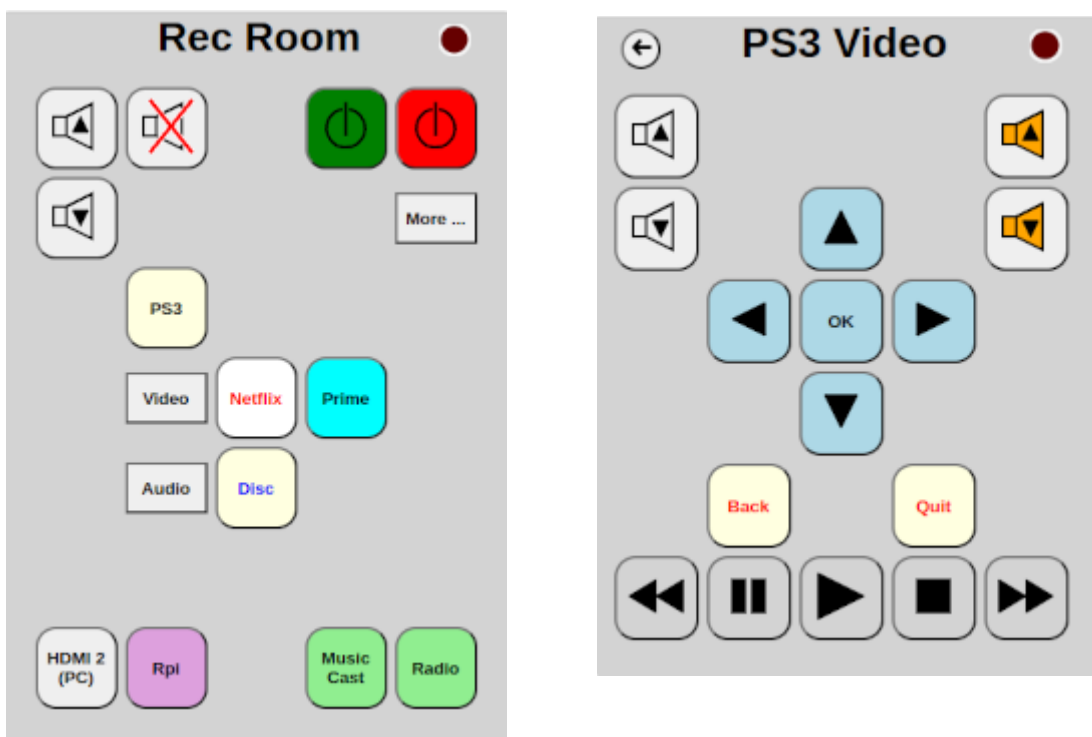 Rec Room
More ...
PS3
Video
Netflix
Prime
Audio
Disc
HDMI 2
(PC)
Rpi
Music
Cast
Radio
PS3 Video
OK
Back
Quit